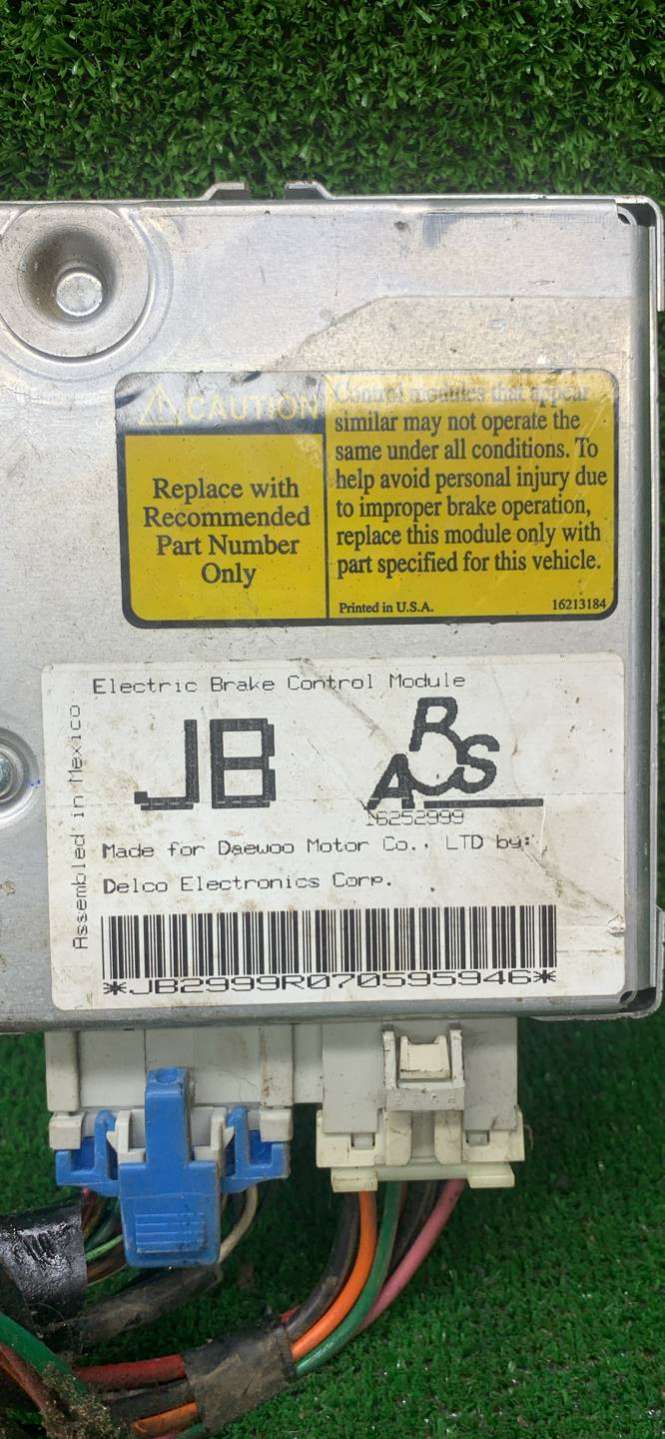 CAUTION
Replace with
Recommended
Part Number
Only
Control modules that appear
similar may not operate the
same under all conditions. To
help avoid personal injury due
to improper brake operation,
replace this module only with
part specified for this vehicle.
Printed in U.S.A. 16213184
Electric Brake Control Module
Assembled in Mexico
JB
ABS
16252999
Made for Daewoo Motor Co., LTD by:
Delco Electronics Corp.
*JB2999R070595946*